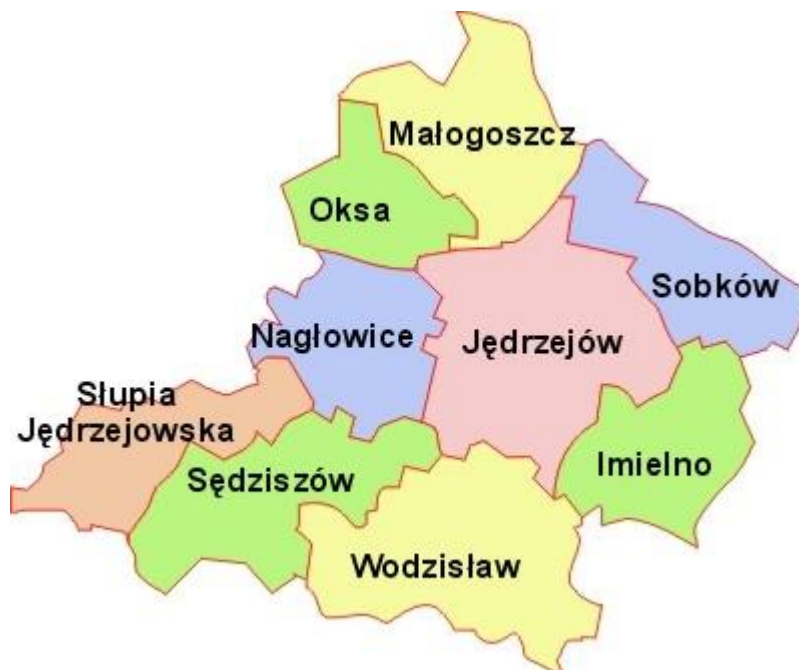 Małogoszcz
Oksa
Sobków
Nagłowice
Jędrzejów
Słupia
Jędrzejowska
Sędziszów
Imielno
Wodzisław